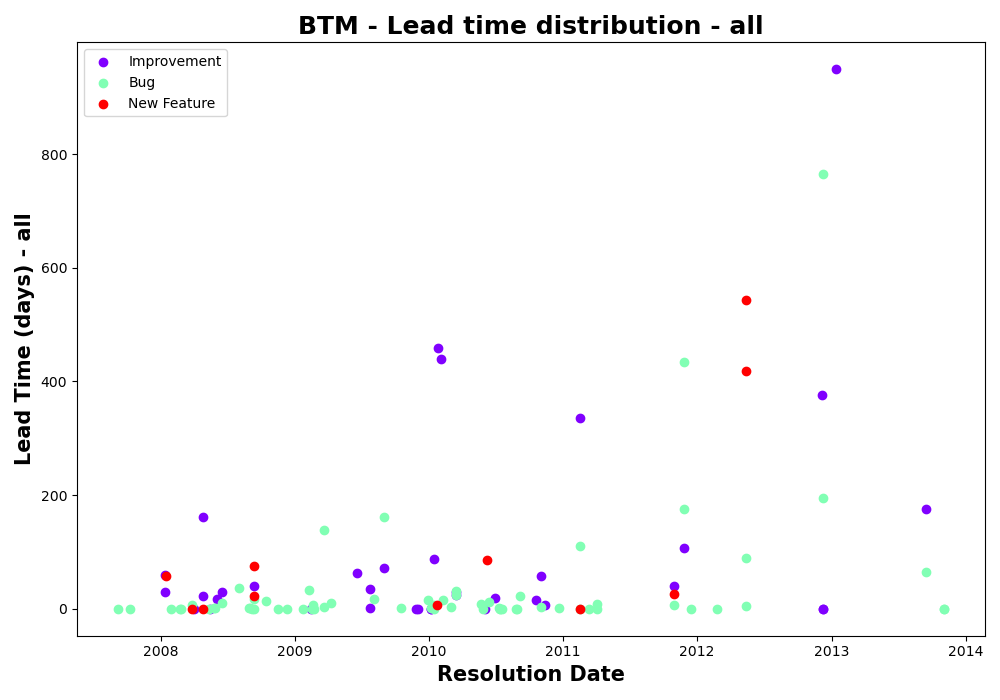 BTM - Lead time distribution - all
Improvement
Bug
New Feature
Lead Time (days) - all
800
600
400
200
0
2008 2009 2010 2011 2012 2013 2014
Resolution Date